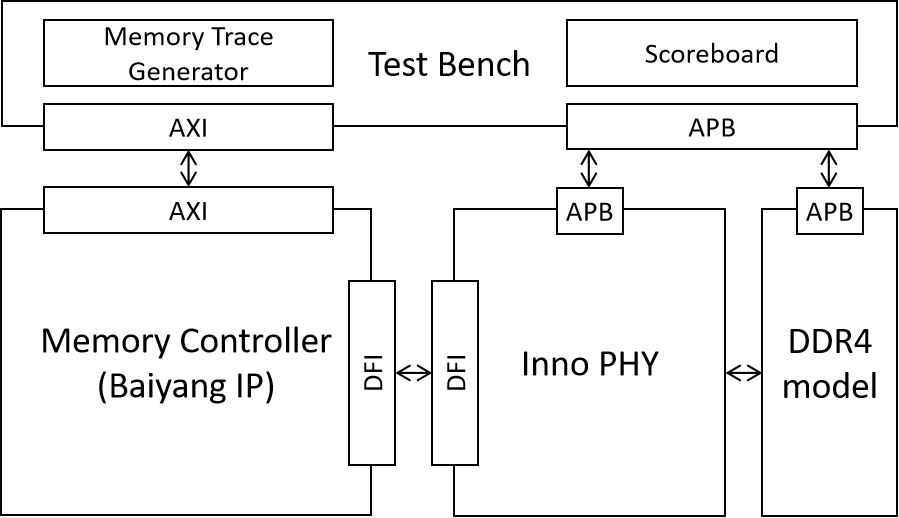 Memory Trace
Generator
Test Bench
Scoreboard
AXI
APB
AXI
APB
APB
Memory Controller
(Baiyang IP)
DFI
DFI
Inno PHY
DDR4
model